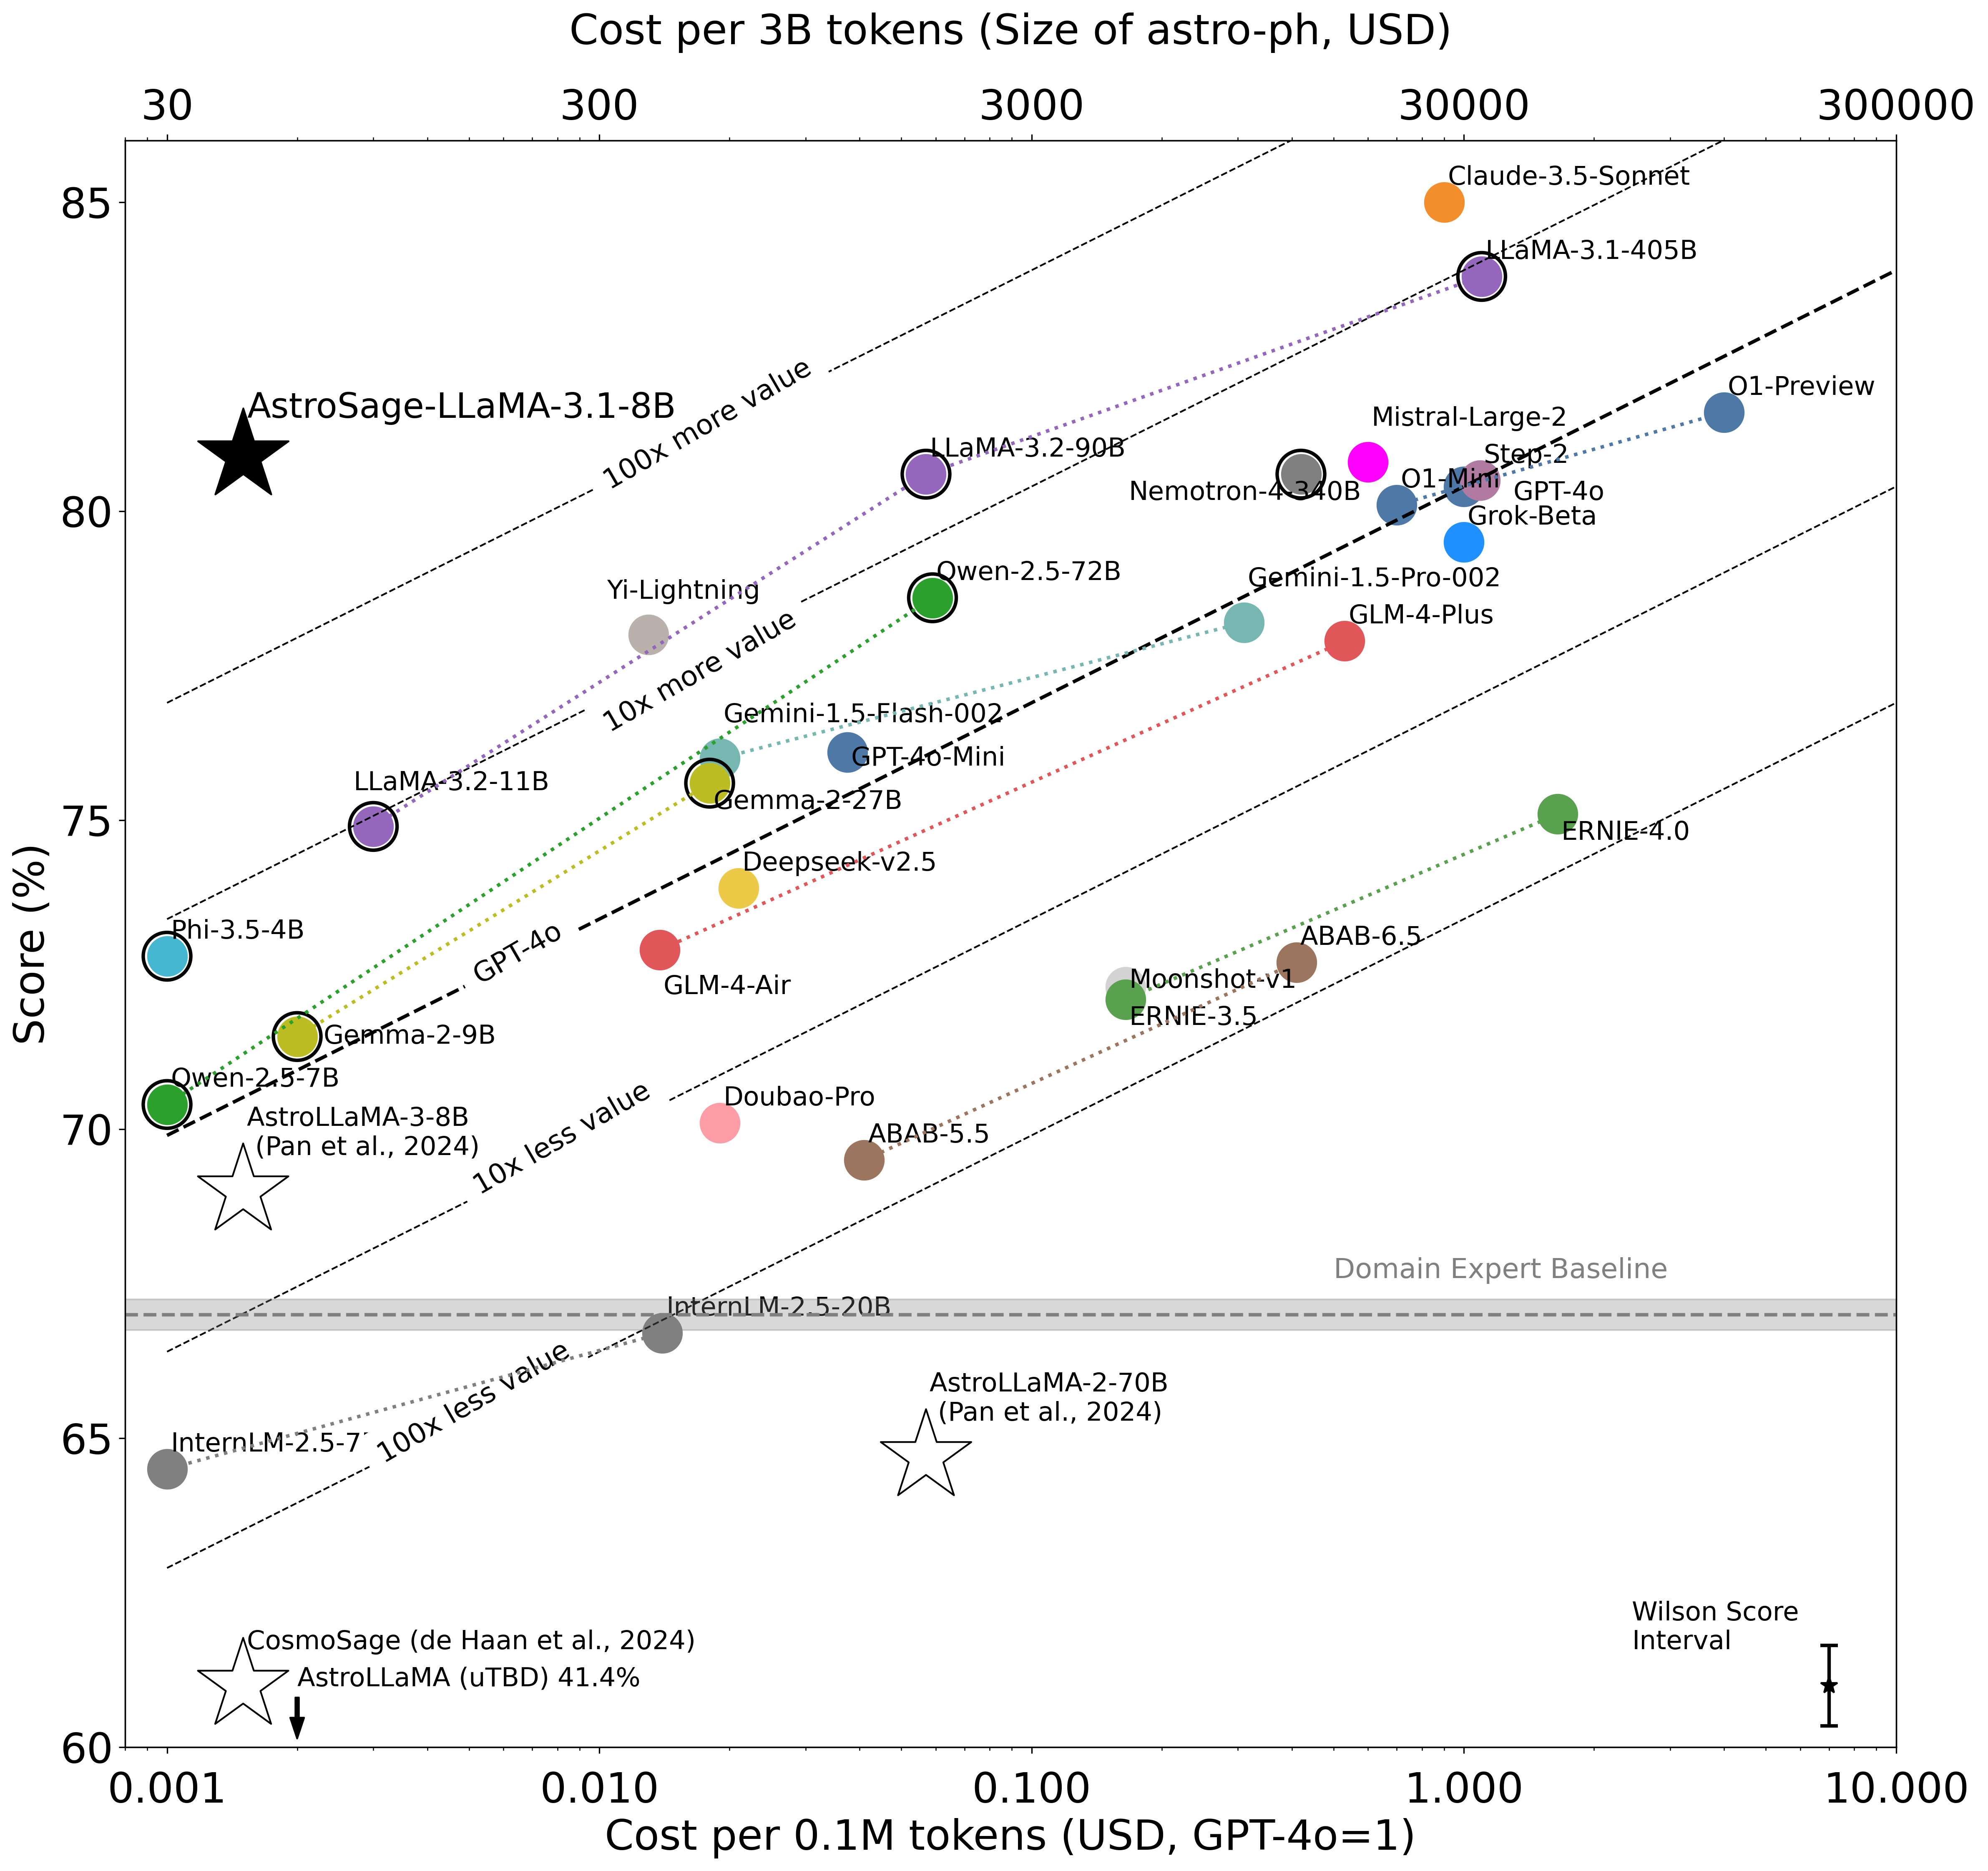 Cost per 3B tokens (Size of astro-ph, USD)
30
300
3000
300000
300000
85
80
75
70
65
60
Score (%)
Claude-3.5-Sonnet
LLaMA-3.1-405B
O1-Preview
AstroSage-LLaMA-3.1-8B
100x more value
Mistral-Large-2
LLaMA-3.2-90B
Step-2
O1-Mini
Nemotron-4-340B
GPT-4o
Grok-Beta
Qwen-2.5-72B
Gemini-1.5-Pro-002
Yi-Lightning
GLM-4-Plus
10x more value
Gemini-1.5-Flash-002
GPT-4o-Mini
LLaMA-3.2-11B
Gemma-2-27B
ERNIE-4.0
Deepseek-v2.5
Phi-3.5-4B
GPT-4o
ABAB-6.5
GLM-4-Air
Moonshot-v1
ERNIE-3.5
Gemma-2-9B
Qwen-2.5-7B
AstroLLaMA-3-8B
(Pan et al., 2024)
Doubao-Pro
ABAB-5.5
10x less value
Domain Expert Baseline
InternLM-2.5-20B
100x less value
AstroLLaMA-2-70B
(Pan et al., 2024)
InternLM-2.5-7
Wilson Score
Interval
CosmoSage (de Haan et al., 2024)
AstroLLaMA (uTBD) 41.4%
0.001
0.010
0.100
1.000
10.000
Cost per 0.1M tokens (USD, GPT-4o=1)